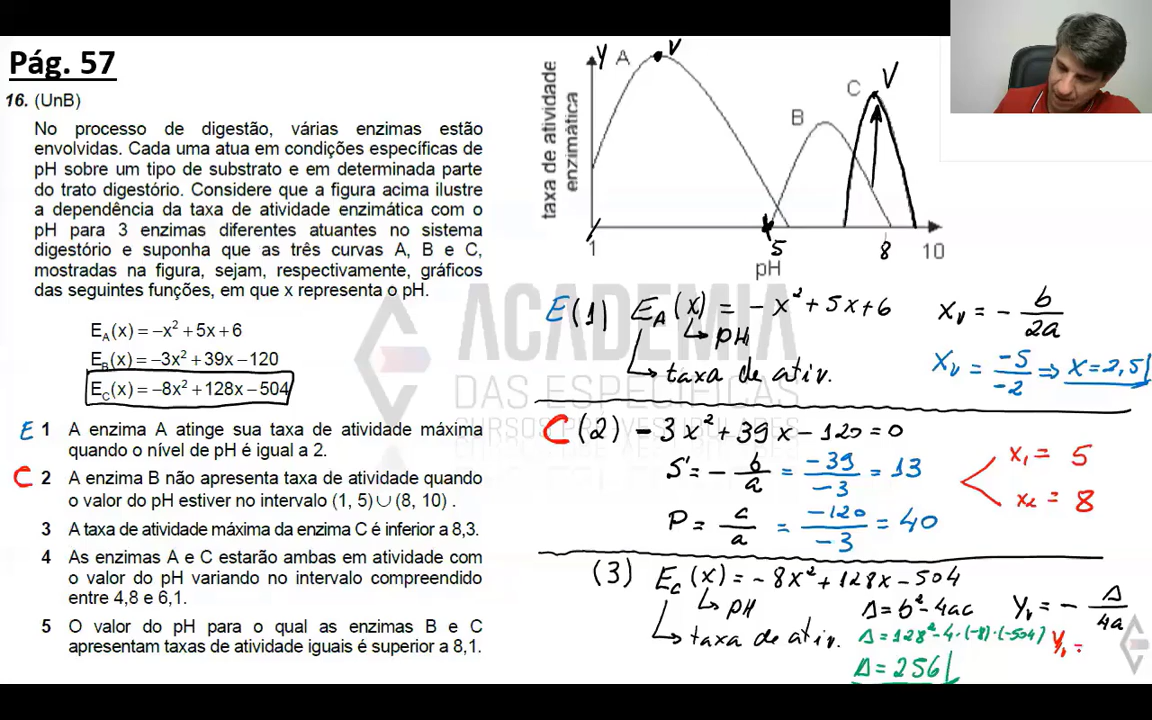 Pág. 57
16. (UnB)
No processo de digestão, várias enzimas estão
envolvidas. Cada uma atua em condições específicas de
pH sobre um tipo de substrato e em determinada parte
do trato digestório. Considere que a figura acima ilustre
a dependência da taxa de atividade enzimática com o
pH para 3 enzimas diferentes atuantes no sistema
digestório e suponha que as três curvas A, B e C,
mostradas na figura, sejam, respectivamente, gráficos
das seguintes funções, em que x representa o pH.
E_A(x) = –x² + 5x + 6
E_B(x) = –3x² + 39x – 120
E_C(x) = –8x² + 128x – 504
E 1 A enzima A atinge sua taxa de atividade máxima
quando o nível de pH é igual a 2.
C 2 A enzima B não apresenta taxa de atividade quando
o valor do pH estiver no intervalo (1, 5) ∪ (8, 10) .
3 A taxa de atividade máxima da enzima C é inferior a 8,3.
4 As enzimas A e C estarão ambas em atividade com
o valor do pH variando no intervalo compreendido
entre 4,8 e 6,1.
5 O valor do pH para o qual as enzimas B e C
apresentam taxas de atividade iguais é superior a 8,1.
taxa de atividade
enzimática
y A V
B
C V
1 5 8 10
pH
E (1) E_A (x) = - x² + 5x + 6
pH
taxa de ativ.
x_v = - b/2a
x_v = -5/-2 ⇒ x = 2,5
C (2) - 3x² + 39x - 120 = 0
S = - b/a = -39/-3 = 13
P = c/a = -120/-3 = 40
x₁ = 5
x₂ = 8
(3) E_c (x) = - 8x² + 128x - 504
pH
taxa de ativ.
Δ = b² - 4ac
Δ = 128² - 4·(-8)·(-504)
Δ = 256
y_v = - Δ/4a
y_v =
ACADEMIA
DAS ESPECÍFICAS
CURSOS PREVESTIBULARES